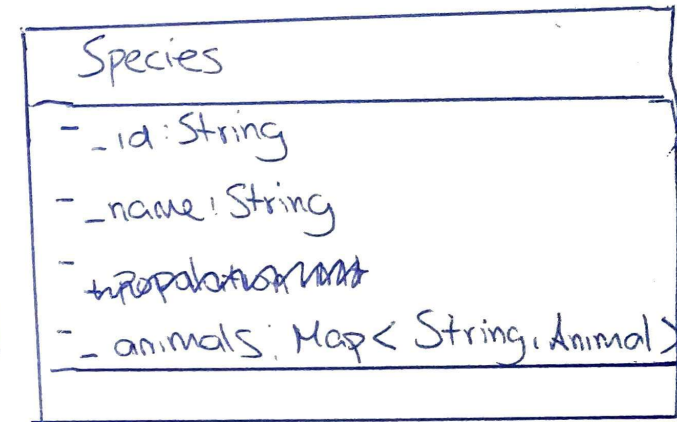 Species
- _id: String
- _name: String
-
- _animals: Map< String, Animal>